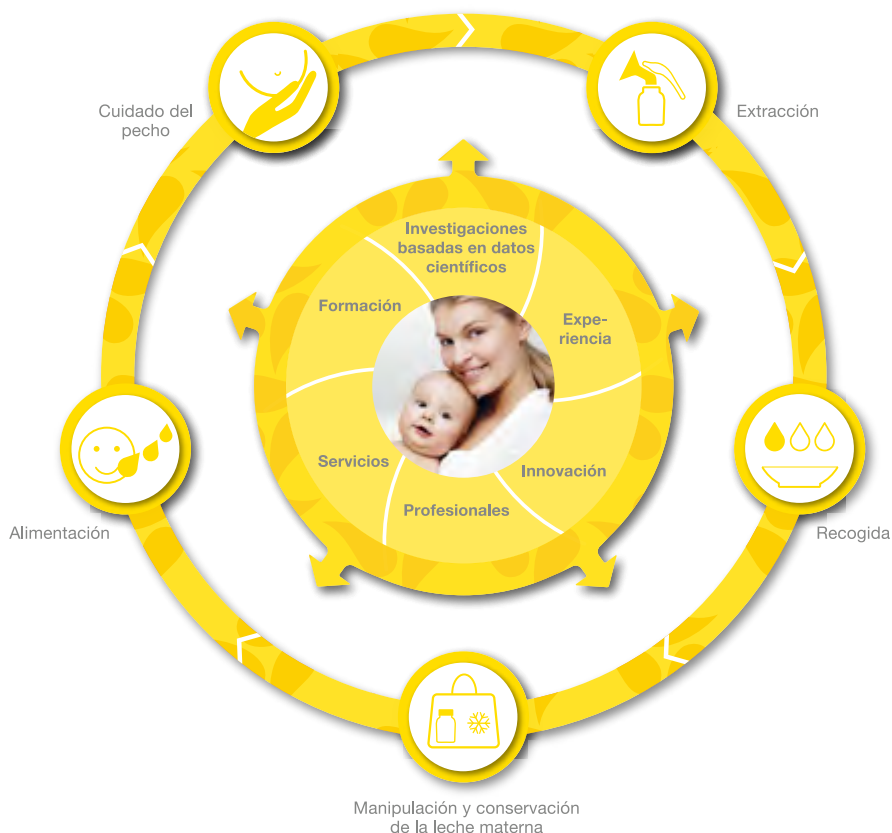 Cuidado del
pecho
Extracción
Investigaciones
basadas en datos
científicos
Formación
Expe-
riencia
Servicios
Innovación
Profesionales
Alimentación
Recogida
Manipulación y conservación
de la leche materna